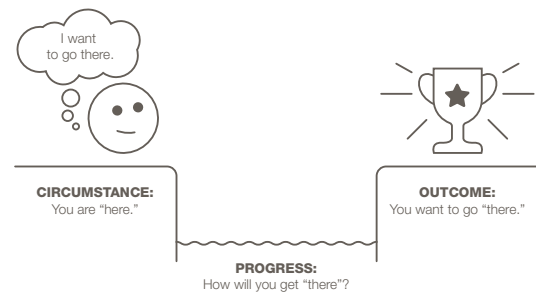 I want
to go there.
CIRCUMSTANCE:
You are “here.”
OUTCOME:
You want to go “there.”
PROGRESS:
How will you get “there”?